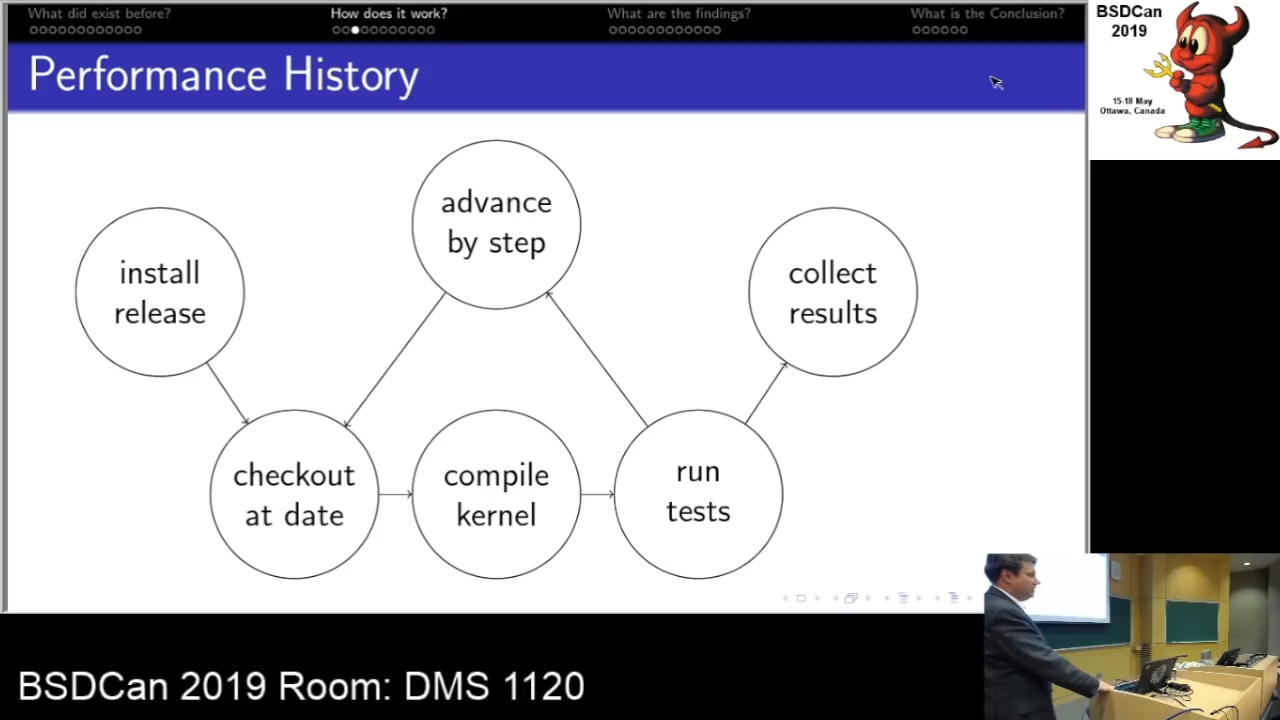 What did exist before?
How does it work?
What are the findings?
What is the Conclusion?
BSDCan
2019
15-18 May
Ottawa, Canada
Performance History
advance
by step
install
release
collect
results
checkout
at date
compile
kernel
run
tests
BSDCan 2019 Room: DMS 1120